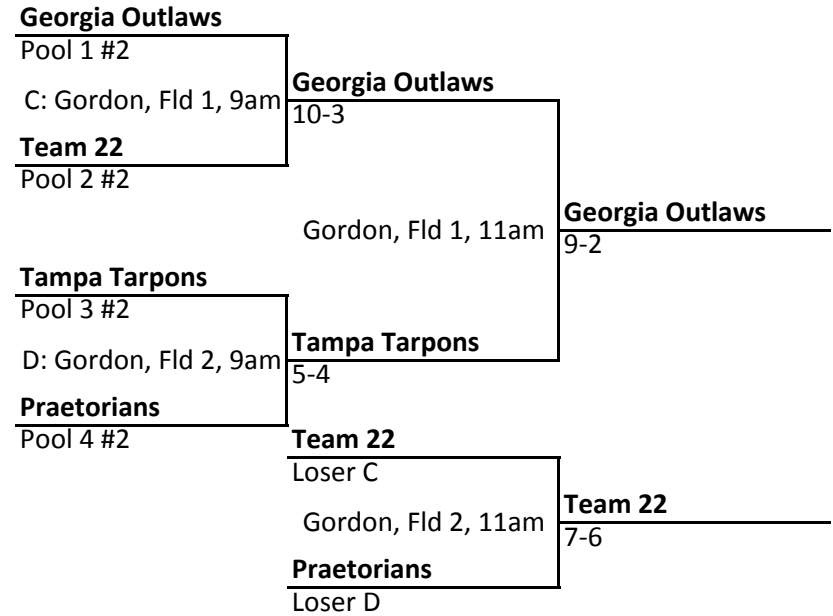 Georgia Outlaws
Pool 1 #2
C: Gordon, Fld 1, 9am
Team 22
Pool 2 #2
Georgia Outlaws
10-3
Gordon, Fld 1, 11am
Georgia Outlaws
9-2
Tampa Tarpons
Pool 3 #2
D: Gordon, Fld 2, 9am
Praetorians
Pool 4 #2
Tampa Tarpons
5-4
Team 22
Loser C
Gordon, Fld 2, 11am
Praetorians
Loser D
Team 22
7-6